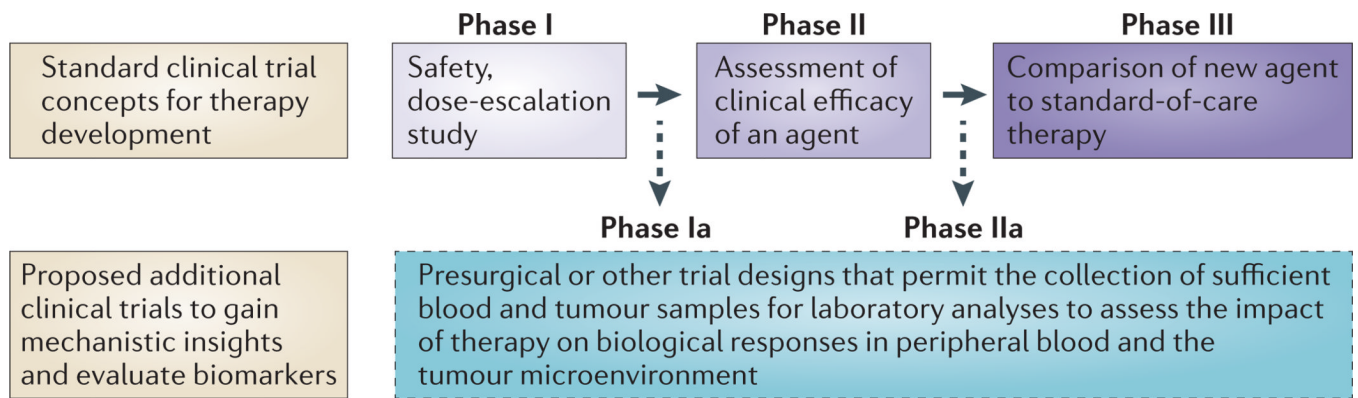 Phase I
Phase II
Phase III
Standard clinical trial
concepts for therapy
development
Safety,
dose-escalation
study
Assessment of
clinical efficacy
of an agent
Comparison of new agent
to standard-of-care
therapy
Phase Ia
Phase IIa
Proposed additional
clinical trials to gain
mechanistic insights
and evaluate biomarkers
Presurgical or other trial designs that permit the collection of sufficient
blood and tumour samples for laboratory analyses to assess the impact
of therapy on biological responses in peripheral blood and the
tumour microenvironment